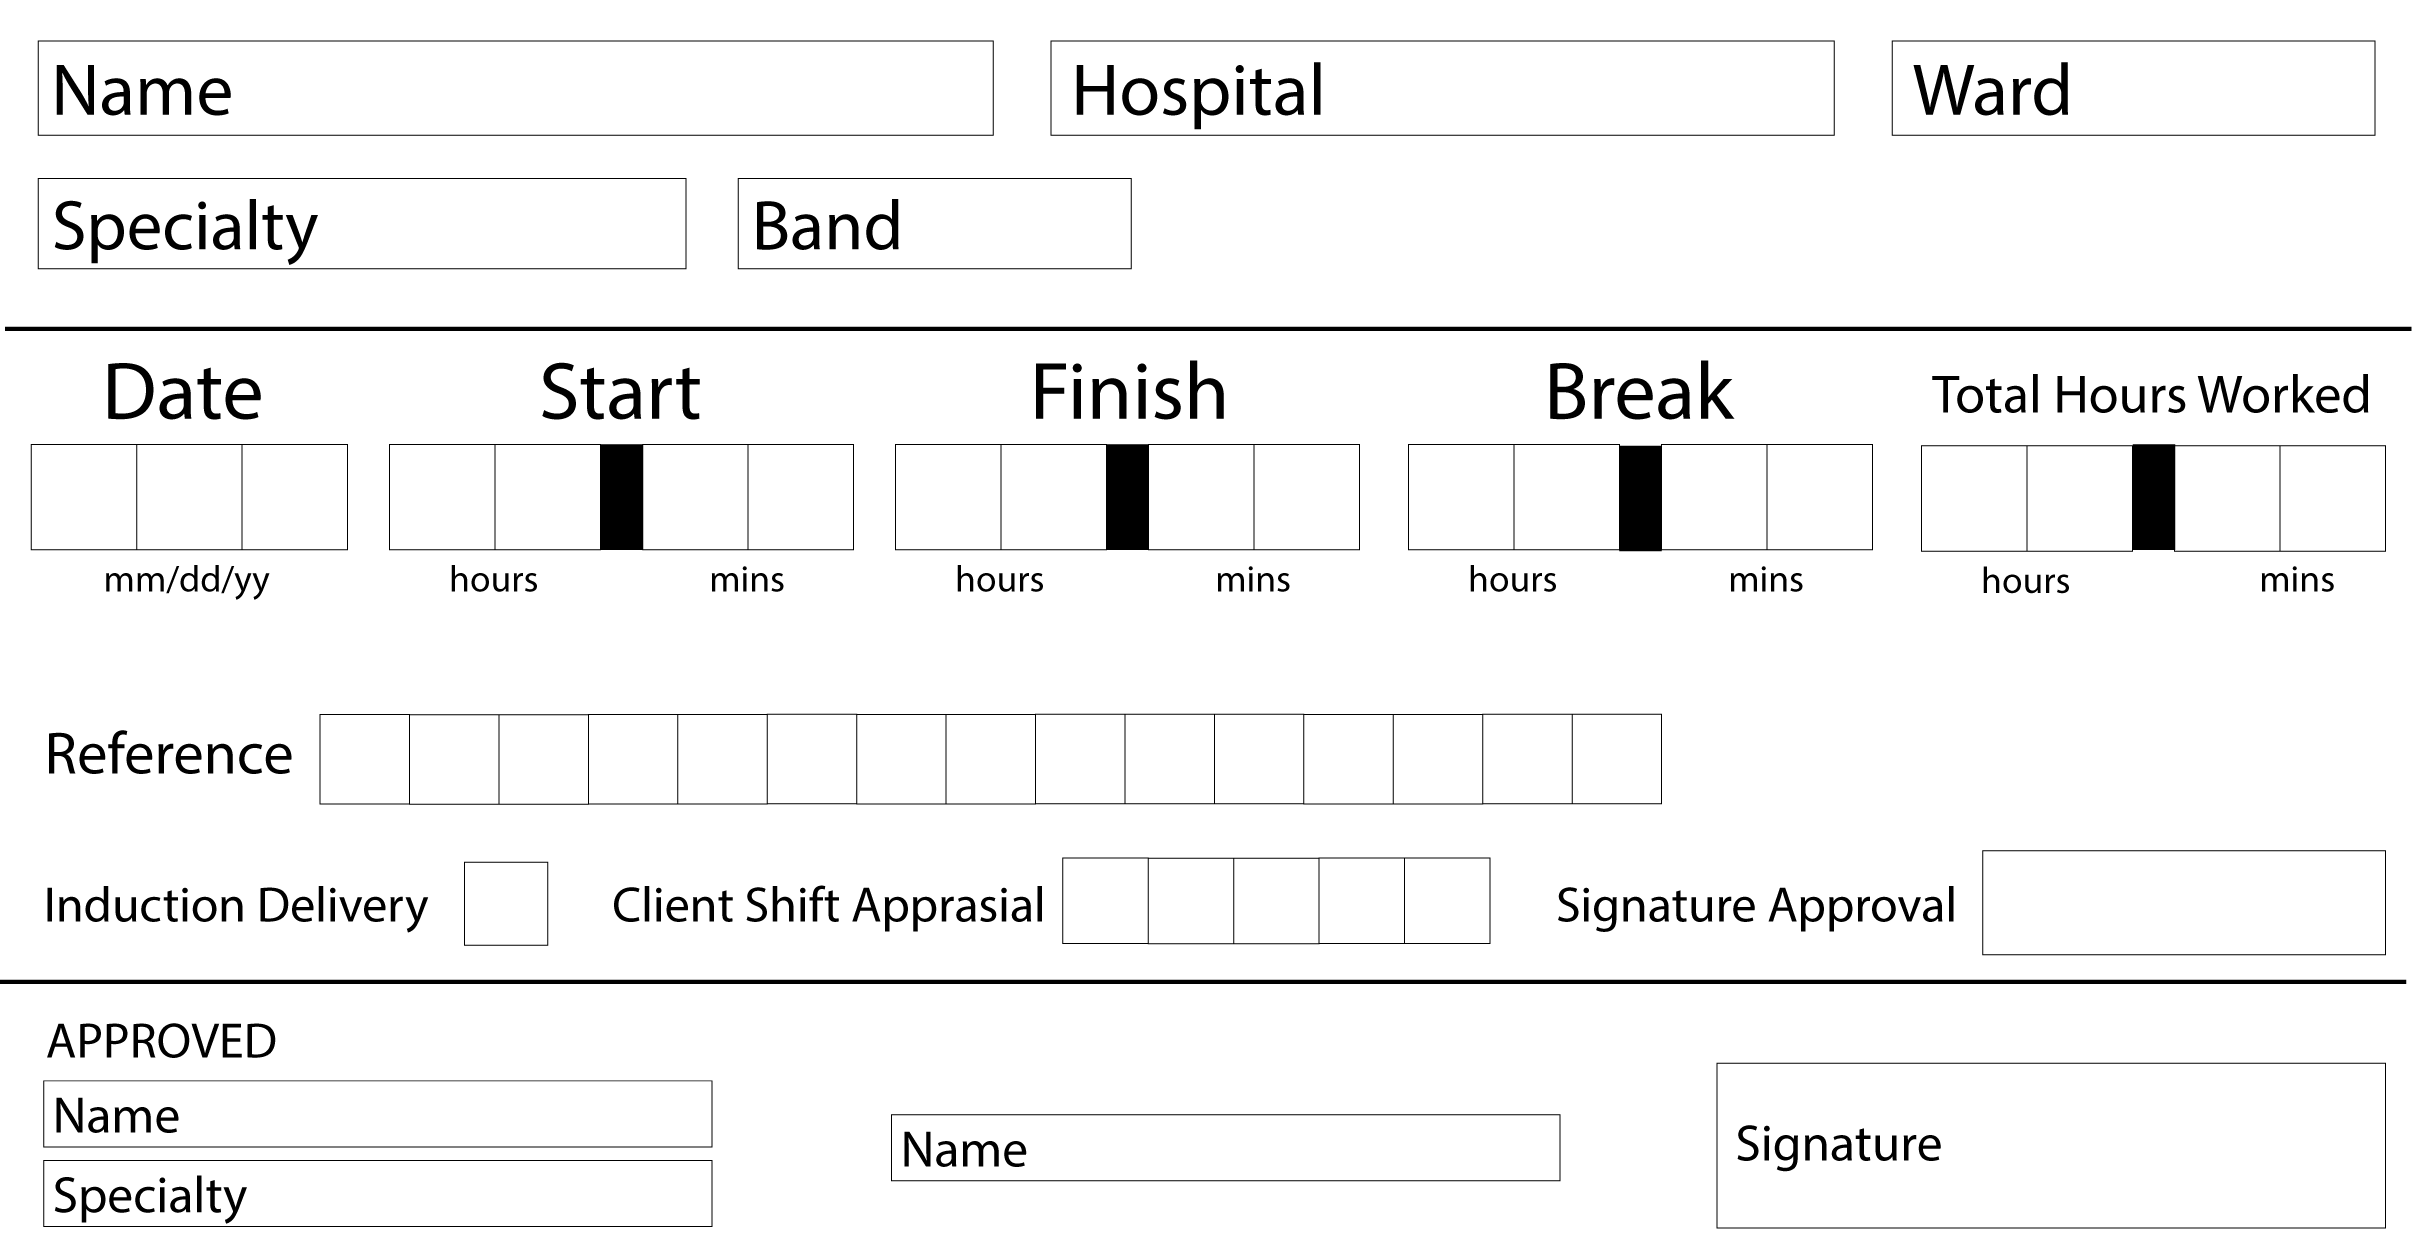 Name Hospital Ward
Specialty Band
Date Start Finish Break Total Hours Worked
mm/dd/yy hours mins hours mins hours mins hours mins
Reference
Induction Delivery Client Shift Apprasial Signature Approval
APPROVED
Name
Name Signature
Specialty